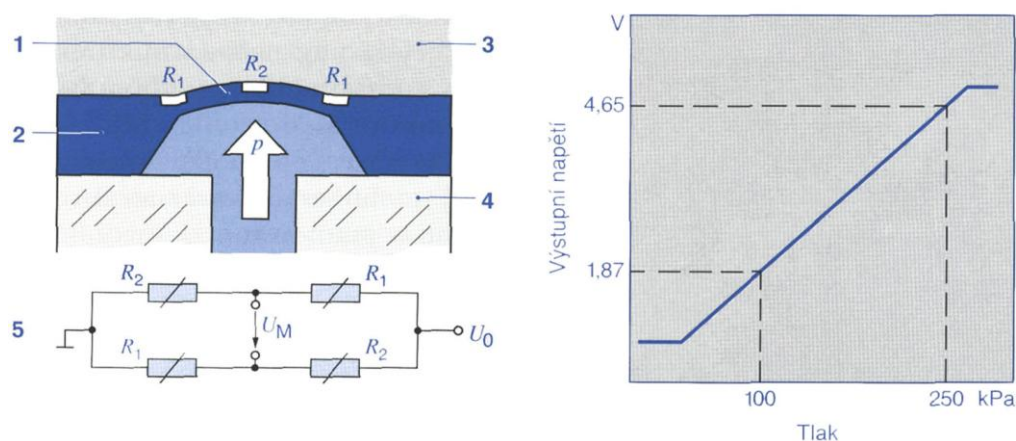 1
R₂
3
R₁
R₁
2
p
4
R₂
R₁
5
U_M
U₀
R₁
R₂
V
4,65
Výstupní napětí
1,87
100
250 kPa
Tlak